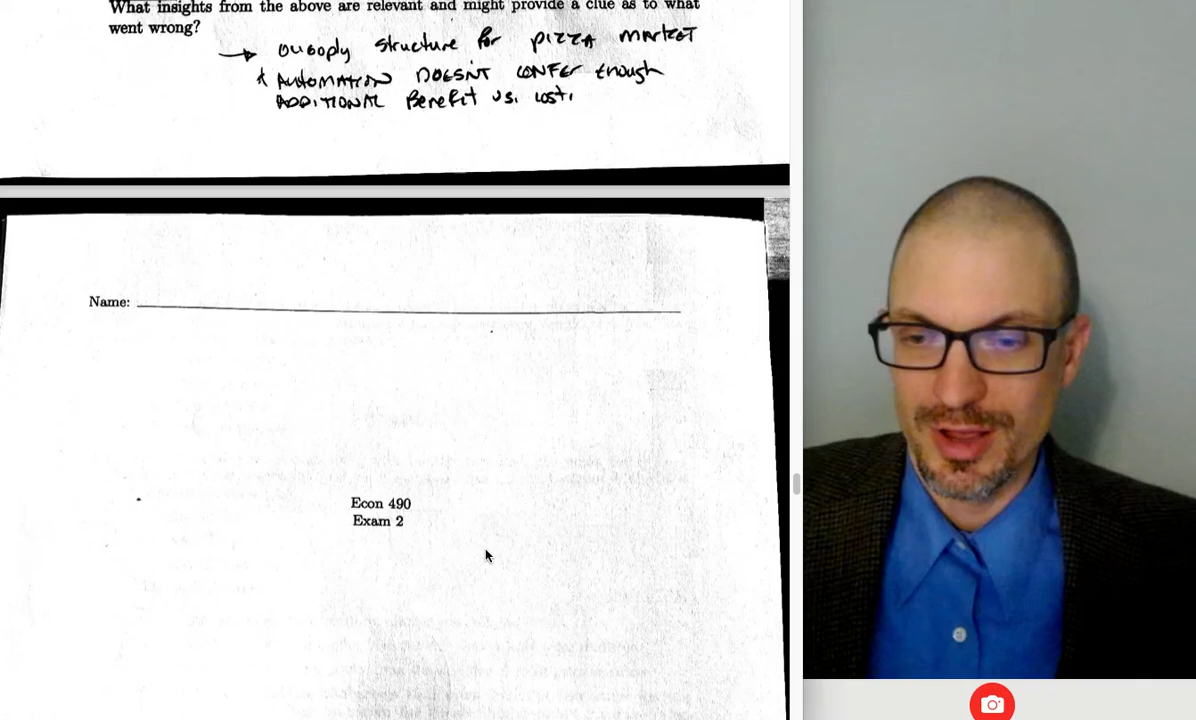 What insights from the above are relevant and might provide a clue as to what
went wrong?
→ Oligoply structure for PIZZA MARKET
& AUTOMATION DOESN'T CONFER Enough
ADDITIONAL Benefit vs. cost.
Name:
Econ 490
Exam 2